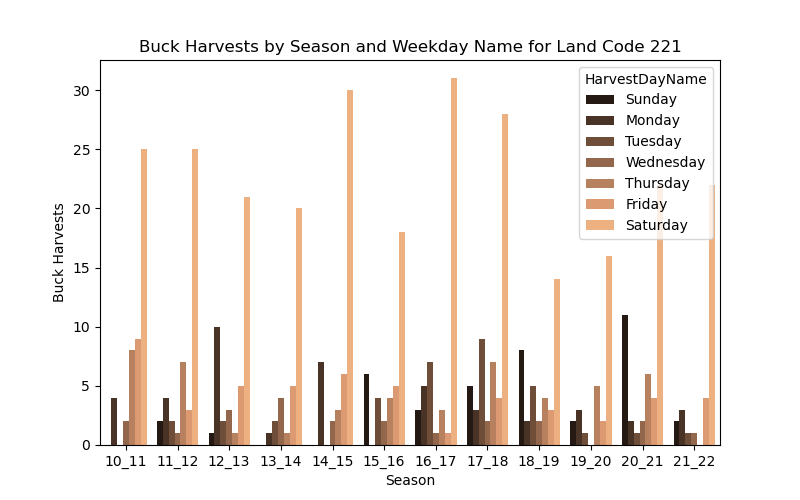 Buck Harvests by Season and Weekday Name for Land Code 221
HarvestDayName
Sunday
Monday
Tuesday
Wednesday
Thursday
Friday
Saturday
30
25
20
15
10
5
0
Buck Harvests
10_11 11_12 12_13 13_14 14_15 15_16 16_17 17_18 18_19 19_20 20_21 21_22
Season